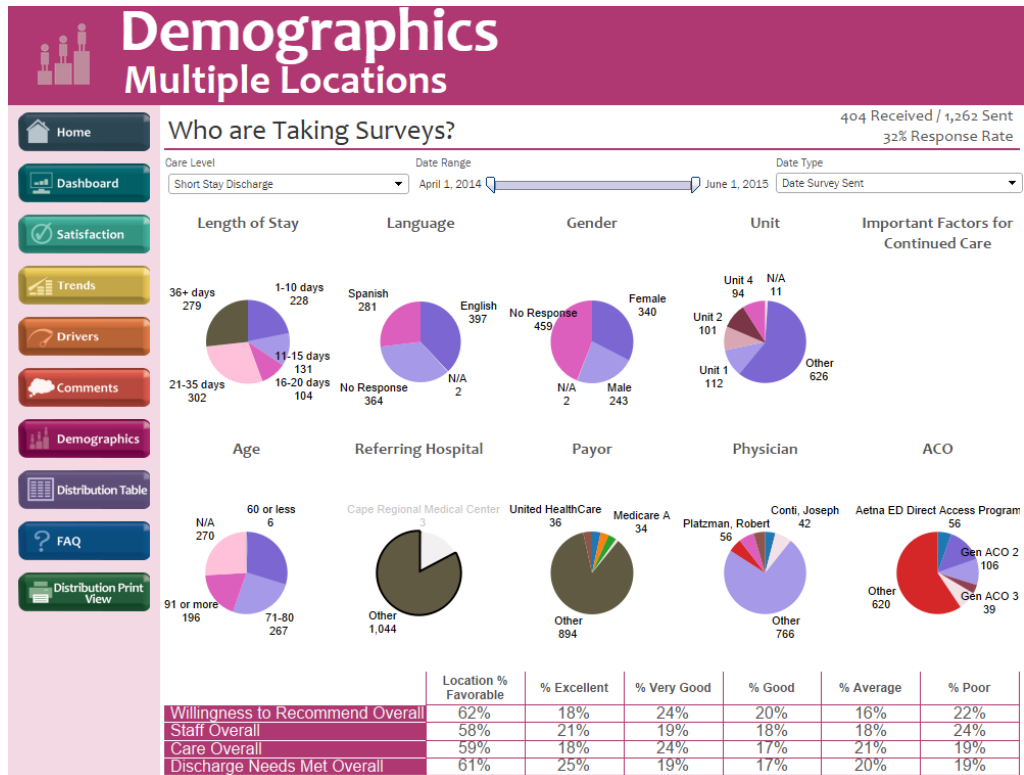 Demographics
Multiple Locations
Home
Dashboard
Satisfaction
Trends
Drivers
Comments
Demographics
Distribution Table
FAQ
Distribution Print
View
Who are Taking Surveys?
404 Received / 1,262 Sent
32% Response Rate
Care Level
Short Stay Discharge
Date Range
April 1, 2014
June 1, 2015
Date Type
Date Survey Sent
Length of Stay
36+ days
279
1-10 days
228
11-15 days
131
16-20 days
104
21-35 days
302
Language
Spanish
281
English
397
N/A
2
No Response
364
Gender
No Response
459
Female
340
N/A
2
Male
243
Unit
Unit 4
94
N/A
11
Unit 2
101
Unit 1
112
Other
626
Important Factors for
Continued Care
Age
60 or less
6
N/A
270
91 or more
196
71-80
267
Referring Hospital
Cape Regional Medical Center
3
Other
1,044
Payor
United HealthCare
36
Medicare A
34
Other
894
Physician
Conti, Joseph
42
Platzman, Robert
56
Other
766
ACO
Aetna ED Direct Access Program
56
Gen ACO 2
106
Other
620
Gen ACO 3
39
Location %
Favorable
% Excellent % Very Good % Good % Average % Poor
Willingness to Recommend Overall 62% 18% 24% 20% 16% 22%
Staff Overall 58% 21% 19% 18% 18% 24%
Care Overall 59% 18% 24% 17% 21% 19%
Discharge Needs Met Overall 61% 25% 19% 17% 20% 19%